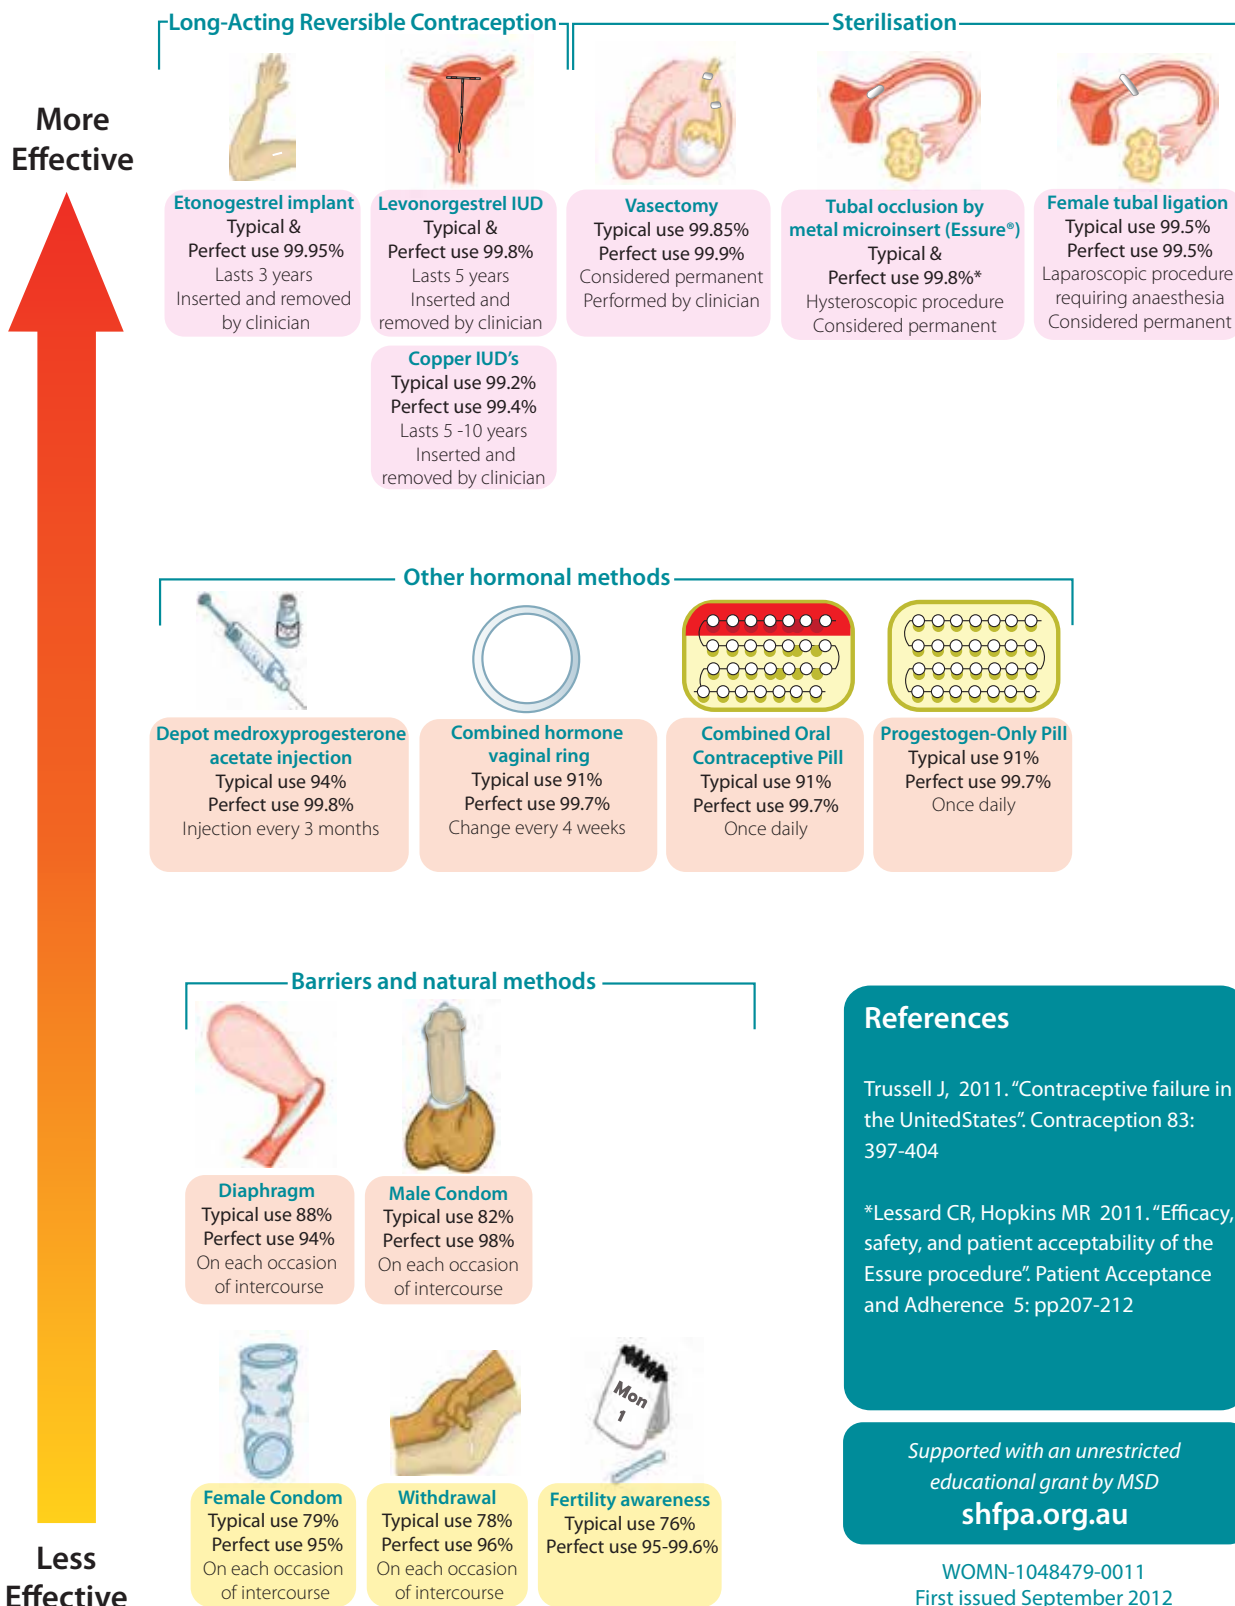 Long-Acting Reversible Contraception
Sterilisation
More
Effective
Etonogestrel implant
Typical &
Perfect use 99.95%
Lasts 3 years
Inserted and removed
by clinician
Levonorgestrel IUD
Typical &
Perfect use 99.8%
Lasts 5 years
Inserted and
removed by clinician
Vasectomy
Typical use 99.85%
Perfect use 99.9%
Considered permanent
Performed by clinician
Tubal occlusion by
metal microinsert (Essure®)
Typical &
Perfect use 99.8%*
Hysteroscopic procedure
Considered permanent
Female tubal ligation
Typical use 99.5%
Perfect use 99.5%
Laparoscopic procedure
requiring anaesthesia
Considered permanent
Copper IUD's
Typical use 99.2%
Perfect use 99.4%
Lasts 5 -10 years
Inserted and
removed by clinician
Other hormonal methods
Depot medroxyprogesterone
acetate injection
Typical use 94%
Perfect use 99.8%
Injection every 3 months
Combined hormone
vaginal ring
Typical use 91%
Perfect use 99.7%
Change every 4 weeks
Combined Oral
Contraceptive Pill
Typical use 91%
Perfect use 99.7%
Once daily
Progestogen-Only Pill
Typical use 91%
Perfect use 99.7%
Once daily
Barriers and natural methods
Diaphragm
Typical use 88%
Perfect use 94%
On each occasion
of intercourse
Male Condom
Typical use 82%
Perfect use 98%
On each occasion
of intercourse
Mon
1
Female Condom
Typical use 79%
Perfect use 95%
On each occasion
of intercourse
Withdrawal
Typical use 78%
Perfect use 96%
On each occasion
of intercourse
Fertility awareness
Typical use 76%
Perfect use 95-99.6%
Less
Effective
References
Trussell J, 2011. “Contraceptive failure in
the UnitedStates”. Contraception 83:
397-404
*Lessard CR, Hopkins MR 2011. “Efficacy,
safety, and patient acceptability of the
Essure procedure”. Patient Acceptance
and Adherence 5: pp207-212
Supported with an unrestricted
educational grant by MSD
shfpa.org.au
WOMN-1048479-0011
First issued September 2012